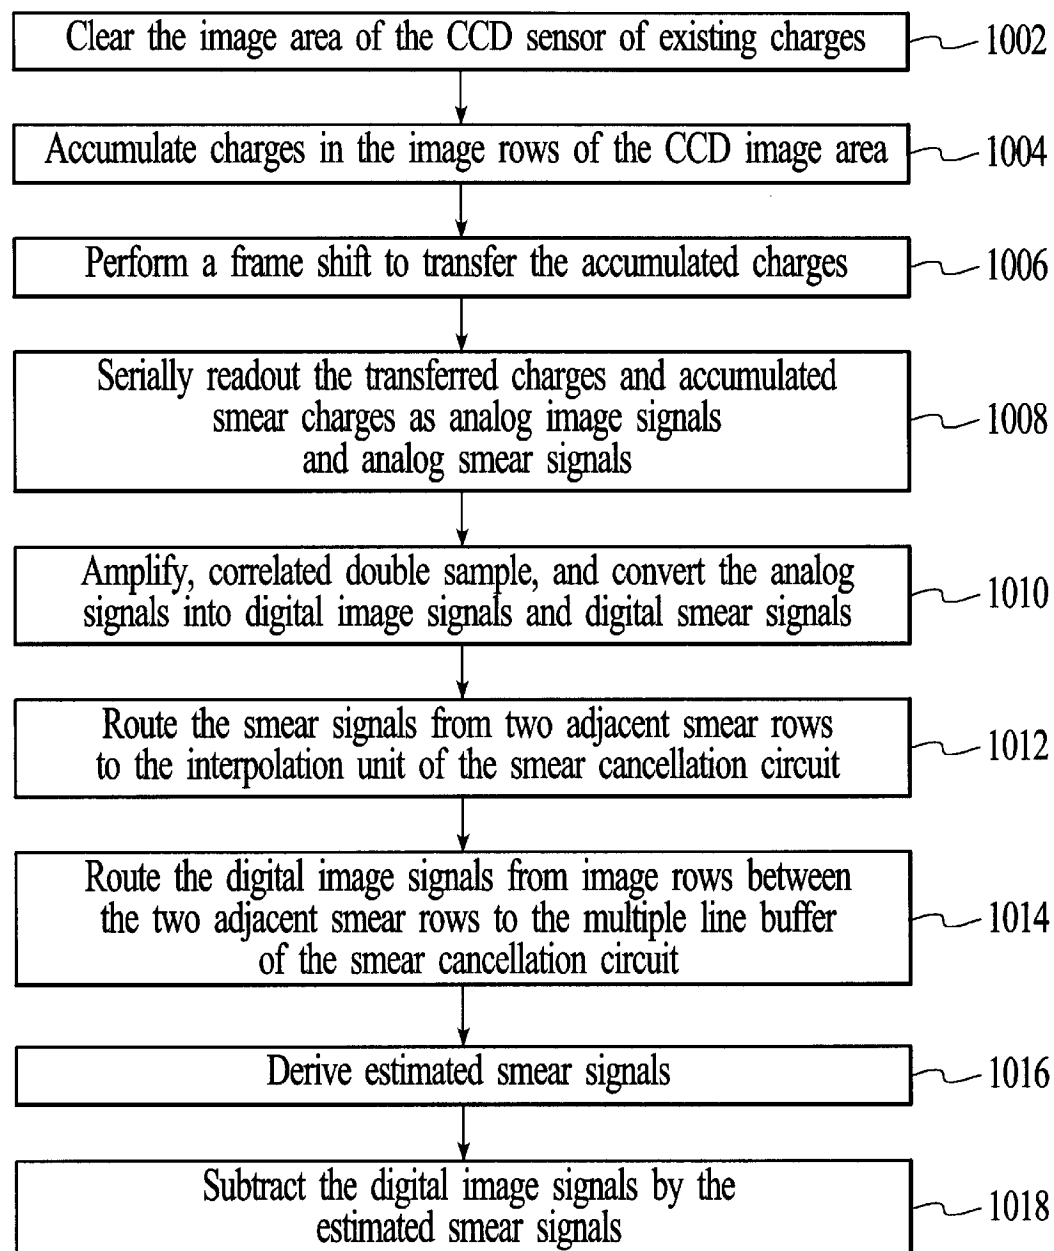 Clear the image area of the CCD sensor of existing charges
1002
Accumulate charges in the image rows of the CCD image area
1004
Perform a frame shift to transfer the accumulated charges
1006
Serially readout the transferred charges and accumulated
smear charges as analog image signals
and analog smear signals
1008
Amplify, correlated double sample, and convert the analog
signals into digital image signals and digital smear signals
1010
Route the smear signals from two adjacent smear rows
to the interpolation unit of the smear cancellation circuit
1012
Route the digital image signals from image rows between
the two adjacent smear rows to the multiple line buffer
of the smear cancellation circuit
1014
Derive estimated smear signals
1016
Subtract the digital image signals by the
estimated smear signals
1018